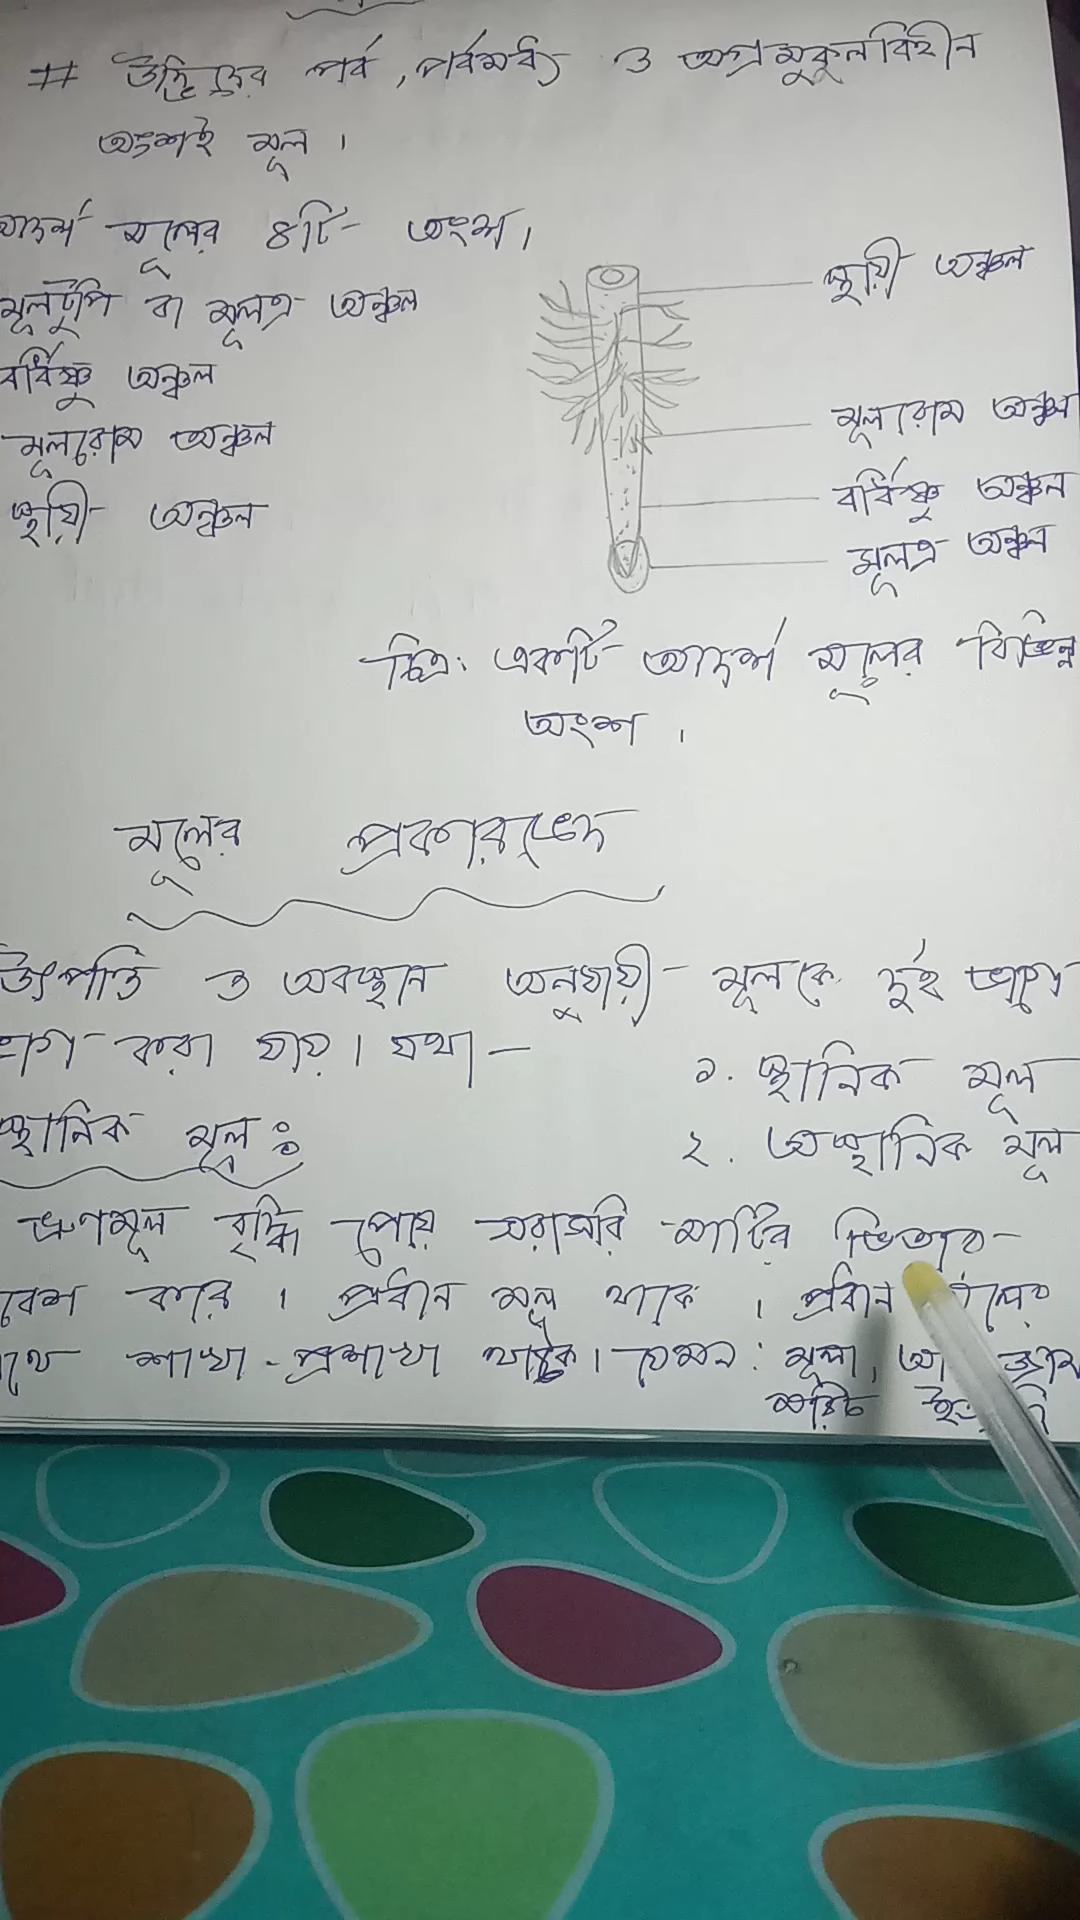 # উদ্ভিদের পর্ব, পর্বমধ্য ও অগ্রমুকুলবিহীন
অংশই মূল ।
আদর্শ মূলের ৪টি অংশ।
মূলটুপি বা মূলত্র অঞ্চল
বর্ধিষ্ণু অঞ্চল
মূলরোম অঞ্চল
স্থায়ী অঞ্চল
স্থায়ী অঞ্চল
মূলরোম অঞ্চল
বর্ধিষ্ণু অঞ্চল
মূলত্র অঞ্চল
চিত্র: একটি আদর্শ মূলের বিভিন্ন
অংশ ।
মূলের প্রকারভেদ
উৎপত্তি ও অবস্থান অনুযায়ী মূলকে দুই ভাগে
ভাগ করা যায়। যথা –
১. স্থানিক মূল
২. অস্থানিক মূল
স্থানিক মূল :
ভ্রুণমূল বৃদ্ধি পেয়ে সরাসরি মাটির ভিতরে
করে । প্রধান মূল থাকে । প্রধান
শাখা - প্রশাখা থাকে। যেমন : মূলা,
মরিচ